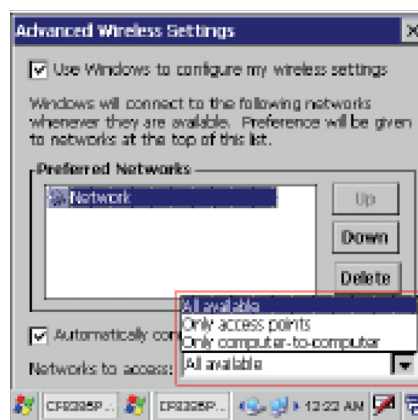 Advanced Wireless Settings
Use Windows to configure my wireless settings
Windows will connect to the following networks
whenever they are available. Preference will be given
to networks at the top of this list.
Preferred Networks
Network
Up
Down
Delete
All available
Only access points
Only computer-to-computer
Automatically
Networks to access: All available
12:22 AM